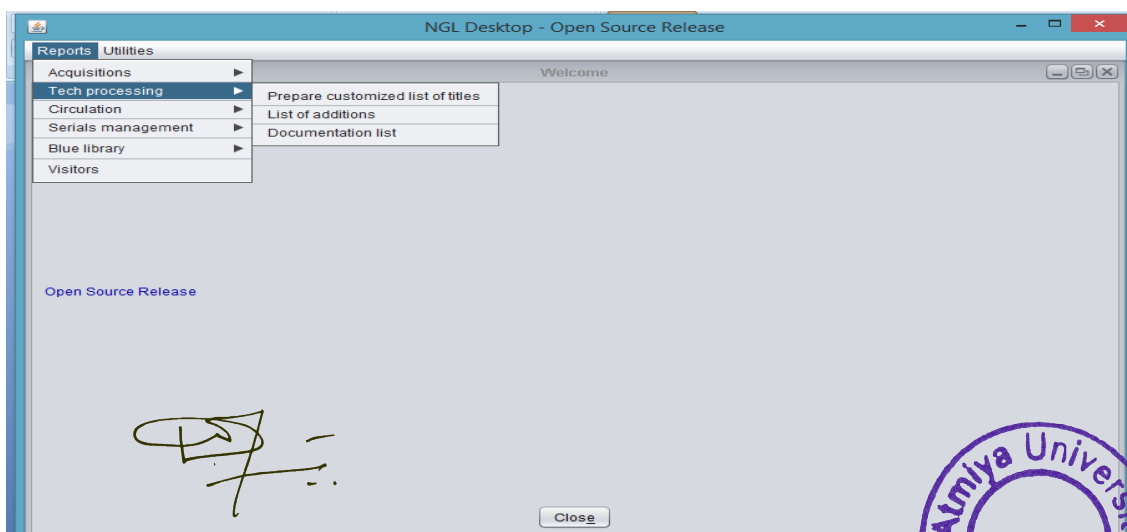 NGL Desktop - Open Source Release
Reports Utilities
Welcome
Acquisitions
Tech processing
Circulation
Serials management
Blue library
Visitors
Prepare customized list of titles
List of additions
Documentation list
Open Source Release
Close
Atmiya Univers